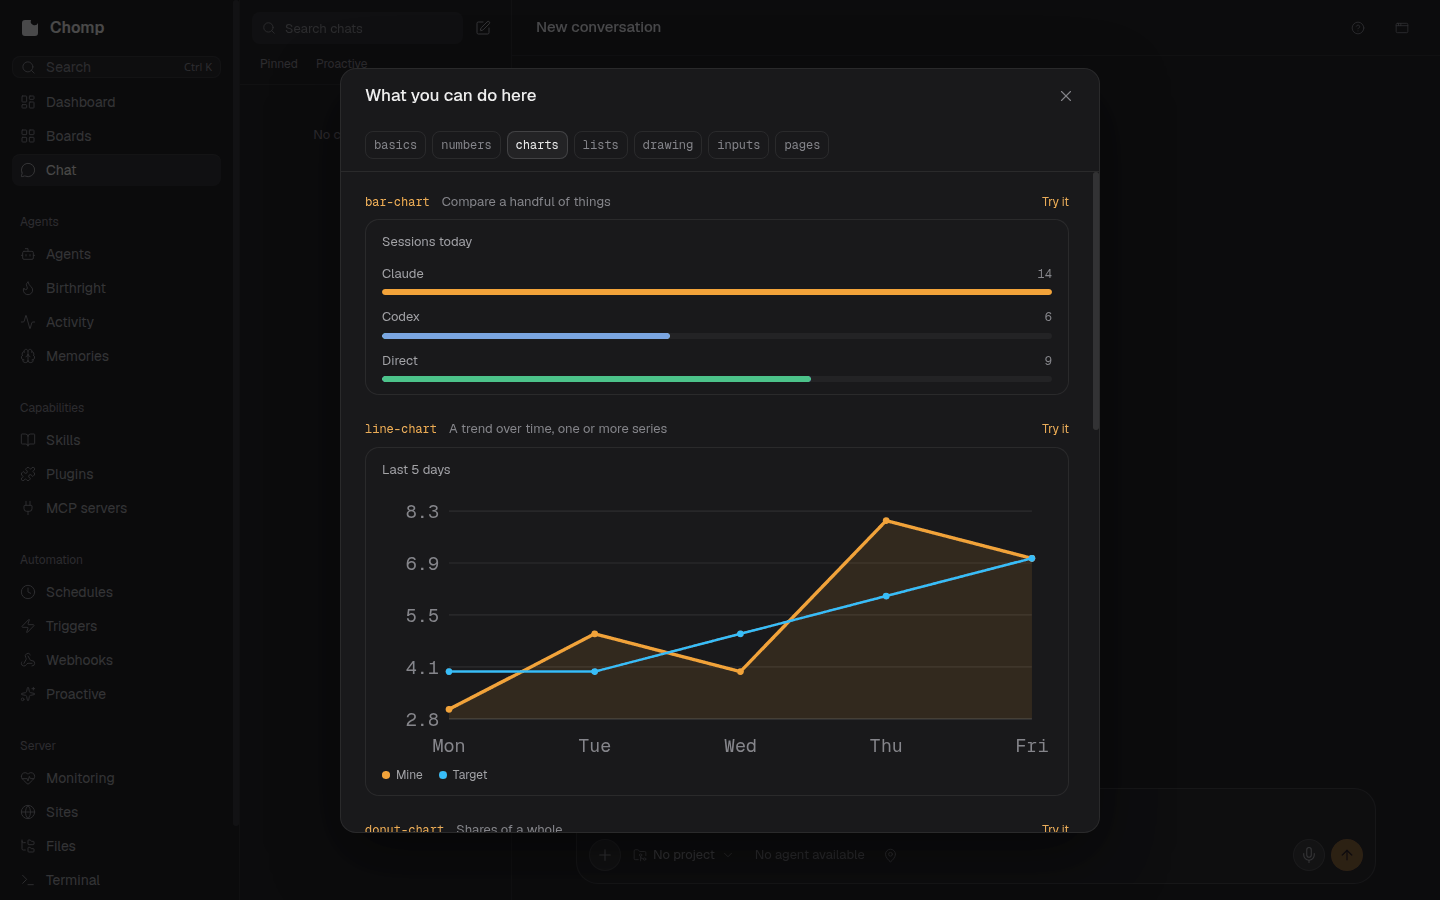 Chomp
Search Ctrl K
Dashboard
Boards
Chat
Agents
Agents
Birthright
Activity
Memories
Capabilities
Skills
Plugins
MCP servers
Automation
Schedules
Triggers
Webhooks
Proactive
Server
Monitoring
Sites
Files
Terminal
Search chats
Pinned Proactive
No c
New conversation
What you can do here
basics numbers charts lists drawing inputs pages
bar-chart Compare a handful of things Try it
Sessions today
Claude 14
Codex 6
Direct 9
line-chart A trend over time, one or more series Try it
Last 5 days
8.3
6.9
5.5
4.1
2.8
Mon Tue Wed Thu Fri
Mine Target
donut-chart Shares of a whole Try it
No project No agent available